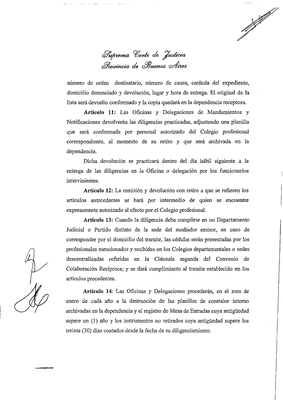 Suprema Corte de Justicia
Provincia de Buenos Aires
número de orden destinatario, número de causa, carátula del expediente,
domicilio denunciado y devolución, lugar y hora de entrega. El original de la
lista será devuelto conformado y la copia quedará en la dependencia receptora.
Artículo 11: Las Oficinas y Delegaciones de Mandamientos y
Notificaciones devolverán las diligencias practicadas, adjuntando una planilla
que será conformada por personal autorizado del Colegio profesional
correspondiente, al momento de su retiro y que será archivada en la
dependencia.
Dicha devolución se practicará dentro del día hábil siguiente a la
entrega de las diligencias en la Oficina o delegación por los funcionarios
intervinientes.
Artículo 12: La remisión y devolución con retiro a que se refieren los
artículos antecedentes se hará por intermedio de quien se encuentre
expresamente autorizado al efecto por el Colegio profesional.
Artículo 13: Cuando la diligencia deba cumplirse en un Departamento
Judicial o Partido distinto de la sede del mediador emisor, en caso de
corresponder por el domicilio del tramite, las cédulas serán presentadas por los
profesionales mencionados y recibidas en los Colegios departamentales o sedes
descentralizadas referidas en la Cláusula segunda del Convenio de
Colaboración Recíproca; y se dará cumplimiento al tramite establecido en los
artículos precedentes.
Artículo 14: Las Oficinas y Delegaciones procederán, en el mes de
enero de cada año a la destrucción de las planillas de contralor interno
archivadas en la dependencia y el registro de Mesa de Entradas cuya antigüedad
supere un (1) año y los instrumentos no retirados cuya antigüedad supere los
treinta (30) días contados desde la fecha de su diligenciamiento.